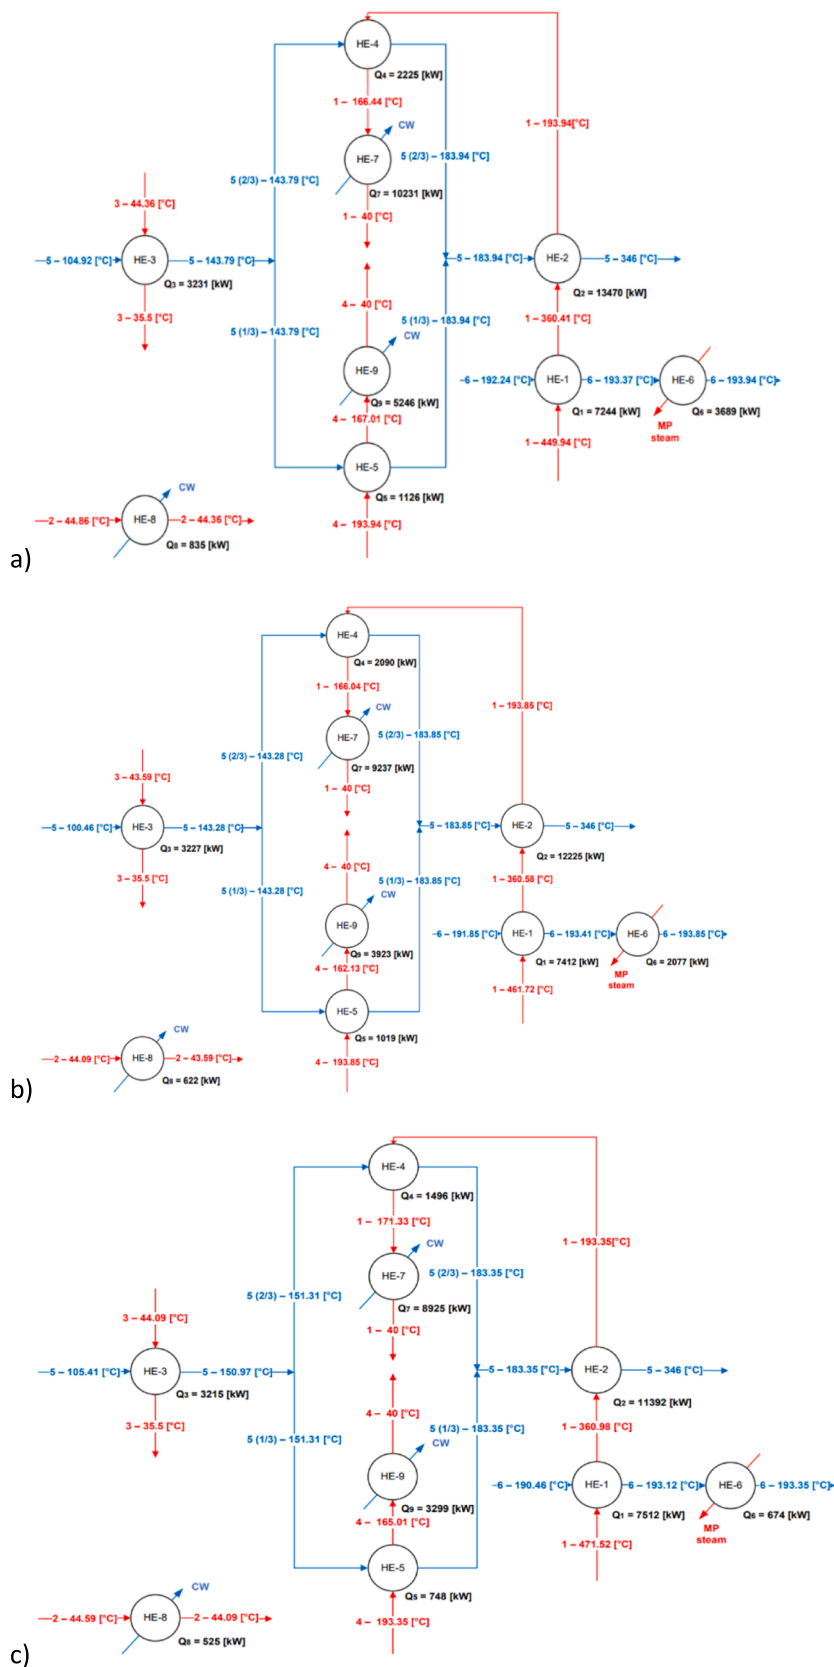 HE-4
Q4 = 2225 [kW]
1 – 166.44 [°C]
CW
1 – 193.94[°C]
HE-7
5 (2/3) – 183.94 [°C]
5 (2/3) – 143.79 [°C]
Q7 = 10231 [kW]
3 – 44.36 [°C]
1 – 40 [°C]
5 – 104.92 [°C]
HE-3
5 – 143.79 [°C]
5 – 183.94 [°C]
HE-2
5 – 346 [°C]
Q3 = 3231 [kW]
Q2 = 13470 [kW]
4 – 40 [°C]
3 – 35.5 [°C]
1 – 360.41 [°C]
5 (1/3) – 143.79 [°C]
5 (1/3) – 183.94 [°C]
CW
HE-9
6 – 192.24 [°C]
HE-1
6 – 193.37 [°C]
HE-6
6 – 193.94 [°C]
Q9 = 5246 [kW]
Q1 = 7244 [kW]
Q6 = 3689 [kW]
4 – 167.01 [°C]
MP
steam
1 – 449.94 [°C]
HE-5
CW
Q5 = 1126 [kW]
2 – 44.86 [°C]
HE-8
2 – 44.36 [°C]
4 – 193.94 [°C]
Q8 = 835 [kW]
a)
HE-4
Q4 = 2090 [kW]
1 – 166.04 [°C]
CW
1 – 193.85 [°C]
HE-7
5 (2/3) – 183.85 [°C]
5 (2/3) – 143.28 [°C]
Q7 = 9237 [kW]
3 – 43.59 [°C]
1 – 40 [°C]
5 – 100.46 [°C]
HE-3
5 – 143.28 [°C]
5 – 183.85 [°C]
HE-2
5 – 346 [°C]
Q3 = 3227 [kW]
Q2 = 12225 [kW]
4 – 40 [°C]
3 – 35.5 [°C]
1 – 360.58 [°C]
5 (1/3) – 143.28 [°C]
5 (1/3) – 183.85 [°C]
CW
HE-9
6 – 191.85 [°C]
HE-1
6 – 193.41 [°C]
HE-6
6 – 193.85 [°C]
Q9 = 3923 [kW]
Q1 = 7412 [kW]
Q6 = 2077 [kW]
4 – 162.13 [°C]
MP
steam
1 – 461.72 [°C]
HE-5
CW
Q5 = 1019 [kW]
2 – 44.09 [°C]
HE-8
2 – 43.59 [°C]
4 – 193.85 [°C]
Q8 = 622 [kW]
b)
HE-4
Q4 = 1496 [kW]
1 – 171.33 [°C]
CW
1 – 193.35[°C]
HE-7
5 (2/3) – 183.35 [°C]
5 (2/3) – 151.31 [°C]
Q7 = 8925 [kW]
3 – 44.09 [°C]
1 – 40 [°C]
5 – 105.41 [°C]
HE-3
5 – 150.97 [°C]
5 – 183.35 [°C]
HE-2
5 – 346 [°C]
Q3 = 3215 [kW]
Q2 = 11392 [kW]
4 – 40 [°C]
3 – 35.5 [°C]
1 – 360.98 [°C]
5 (1/3) – 151.31 [°C]
5 (1/3) – 183.35 [°C]
CW
HE-9
6 – 190.46 [°C]
HE-1
6 – 193.12 [°C]
HE-6
6 – 193.35 [°C]
Q9 = 3299 [kW]
Q1 = 7512 [kW]
Q6 = 674 [kW]
4 – 165.01 [°C]
MP
steam
1 – 471.52 [°C]
HE-5
CW
Q5 = 748 [kW]
2 – 44.59 [°C]
HE-8
2 – 44.09 [°C]
4 – 193.35 [°C]
Q8 = 525 [kW]
c)